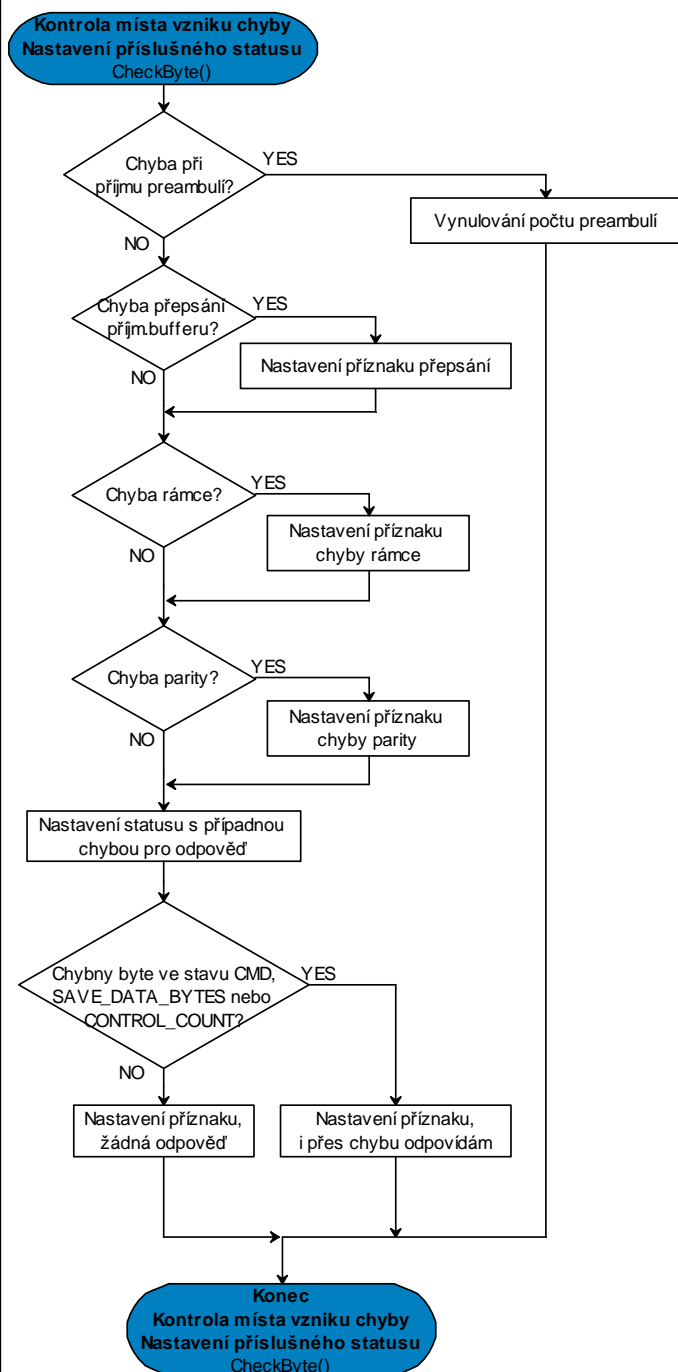 Kontrola místa vzniku chyby
Nastavení příslušného statusu
CheckByte()
Chyba při
příjmu preambulí?
YES
Vynulování počtu preambulí
NO
Chyba přepsání
příjm.bufferu?
YES
Nastavení příznaku přepsání
NO
Chyba rámce?
YES
Nastavení příznaku
chyby rámce
NO
Chyba parity?
YES
Nastavení příznaku
chyby parity
NO
Nastavení statusu s případnou
chybou pro odpověď
Chybny byte ve stavu CMD,
SAVE_DATA_BYTES nebo
CONTROL_COUNT?
YES
NO
Nastavení příznaku,
žádná odpověď
Nastavení příznaku,
i přes chybu odpovídám
Konec
Kontrola místa vzniku chyby
Nastavení příslušného statusu
CheckByte()